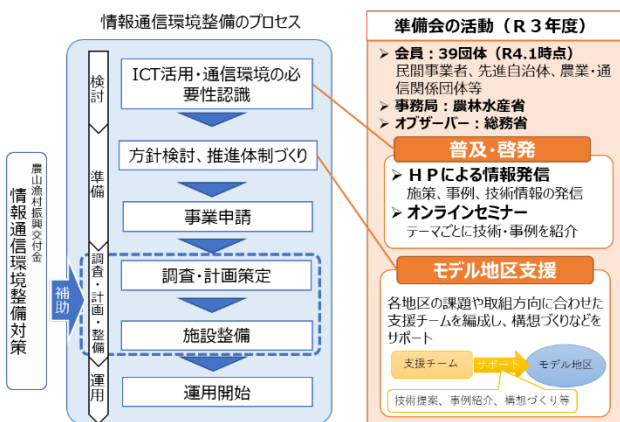 情報通信環境整備のプロセス
農山漁村振興交付金
情報通信環境整備対策
補助
検討
準備
調査・計画・整備
運用
ICT活用・通信環境の必
要性認識
方針検討、推進体制づくり
事業申請
調査・計画策定
施設整備
運用開始
準備会の活動（R３年度）
➢ 会員：39団体（R4.1時点）
民間事業者、先進自治体、農業・通
信関係団体等
➢ 事務局：農林水産省
➢ オブザーバー：総務省
普及・啓発
➢ ＨＰによる情報発信
施策、事例、技術情報の発信
➢ オンラインセミナー
テーマごとに技術・事例を紹介
モデル地区支援
各地区の課題や取組方向に合わせた
支援チームを編成し、構想づくりなどを
サポート
支援チーム
サポート
モデル地区
技術提案、事例紹介、構想づくり等